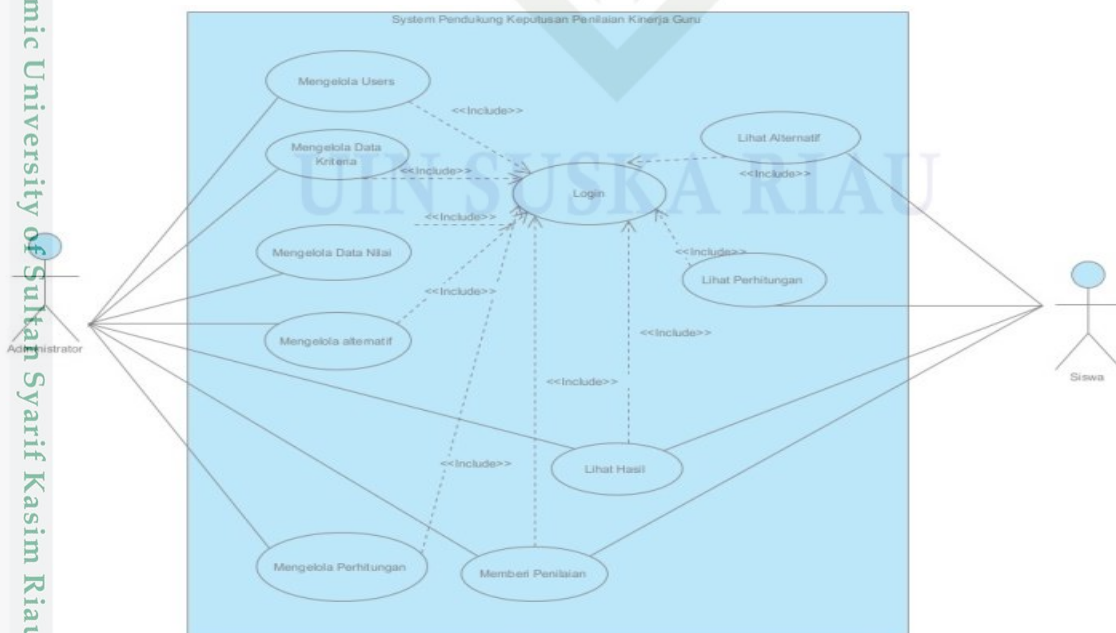 System Pendukung Keputusan Penilaian Kinerja Guru
Mengelola Users
<<Include>>
Lihat Alternatif
Mengelola Data
Kriteria
<<Include>>
<<Include>>
UIN SUSKA RIAU
Login
<<Include>>
Mengelola Data Nilai
<<Include>>
Lihat Perhitungan
<<Include>>
Mengelola alternatif
<<Include>>
Administrator
Siswa
<<Include>>
<<Include>>
Lihat Hasil
Mengelola Perhitungan
Memberi Penilaian
mic University of Sultan Syarif Kasim Riau